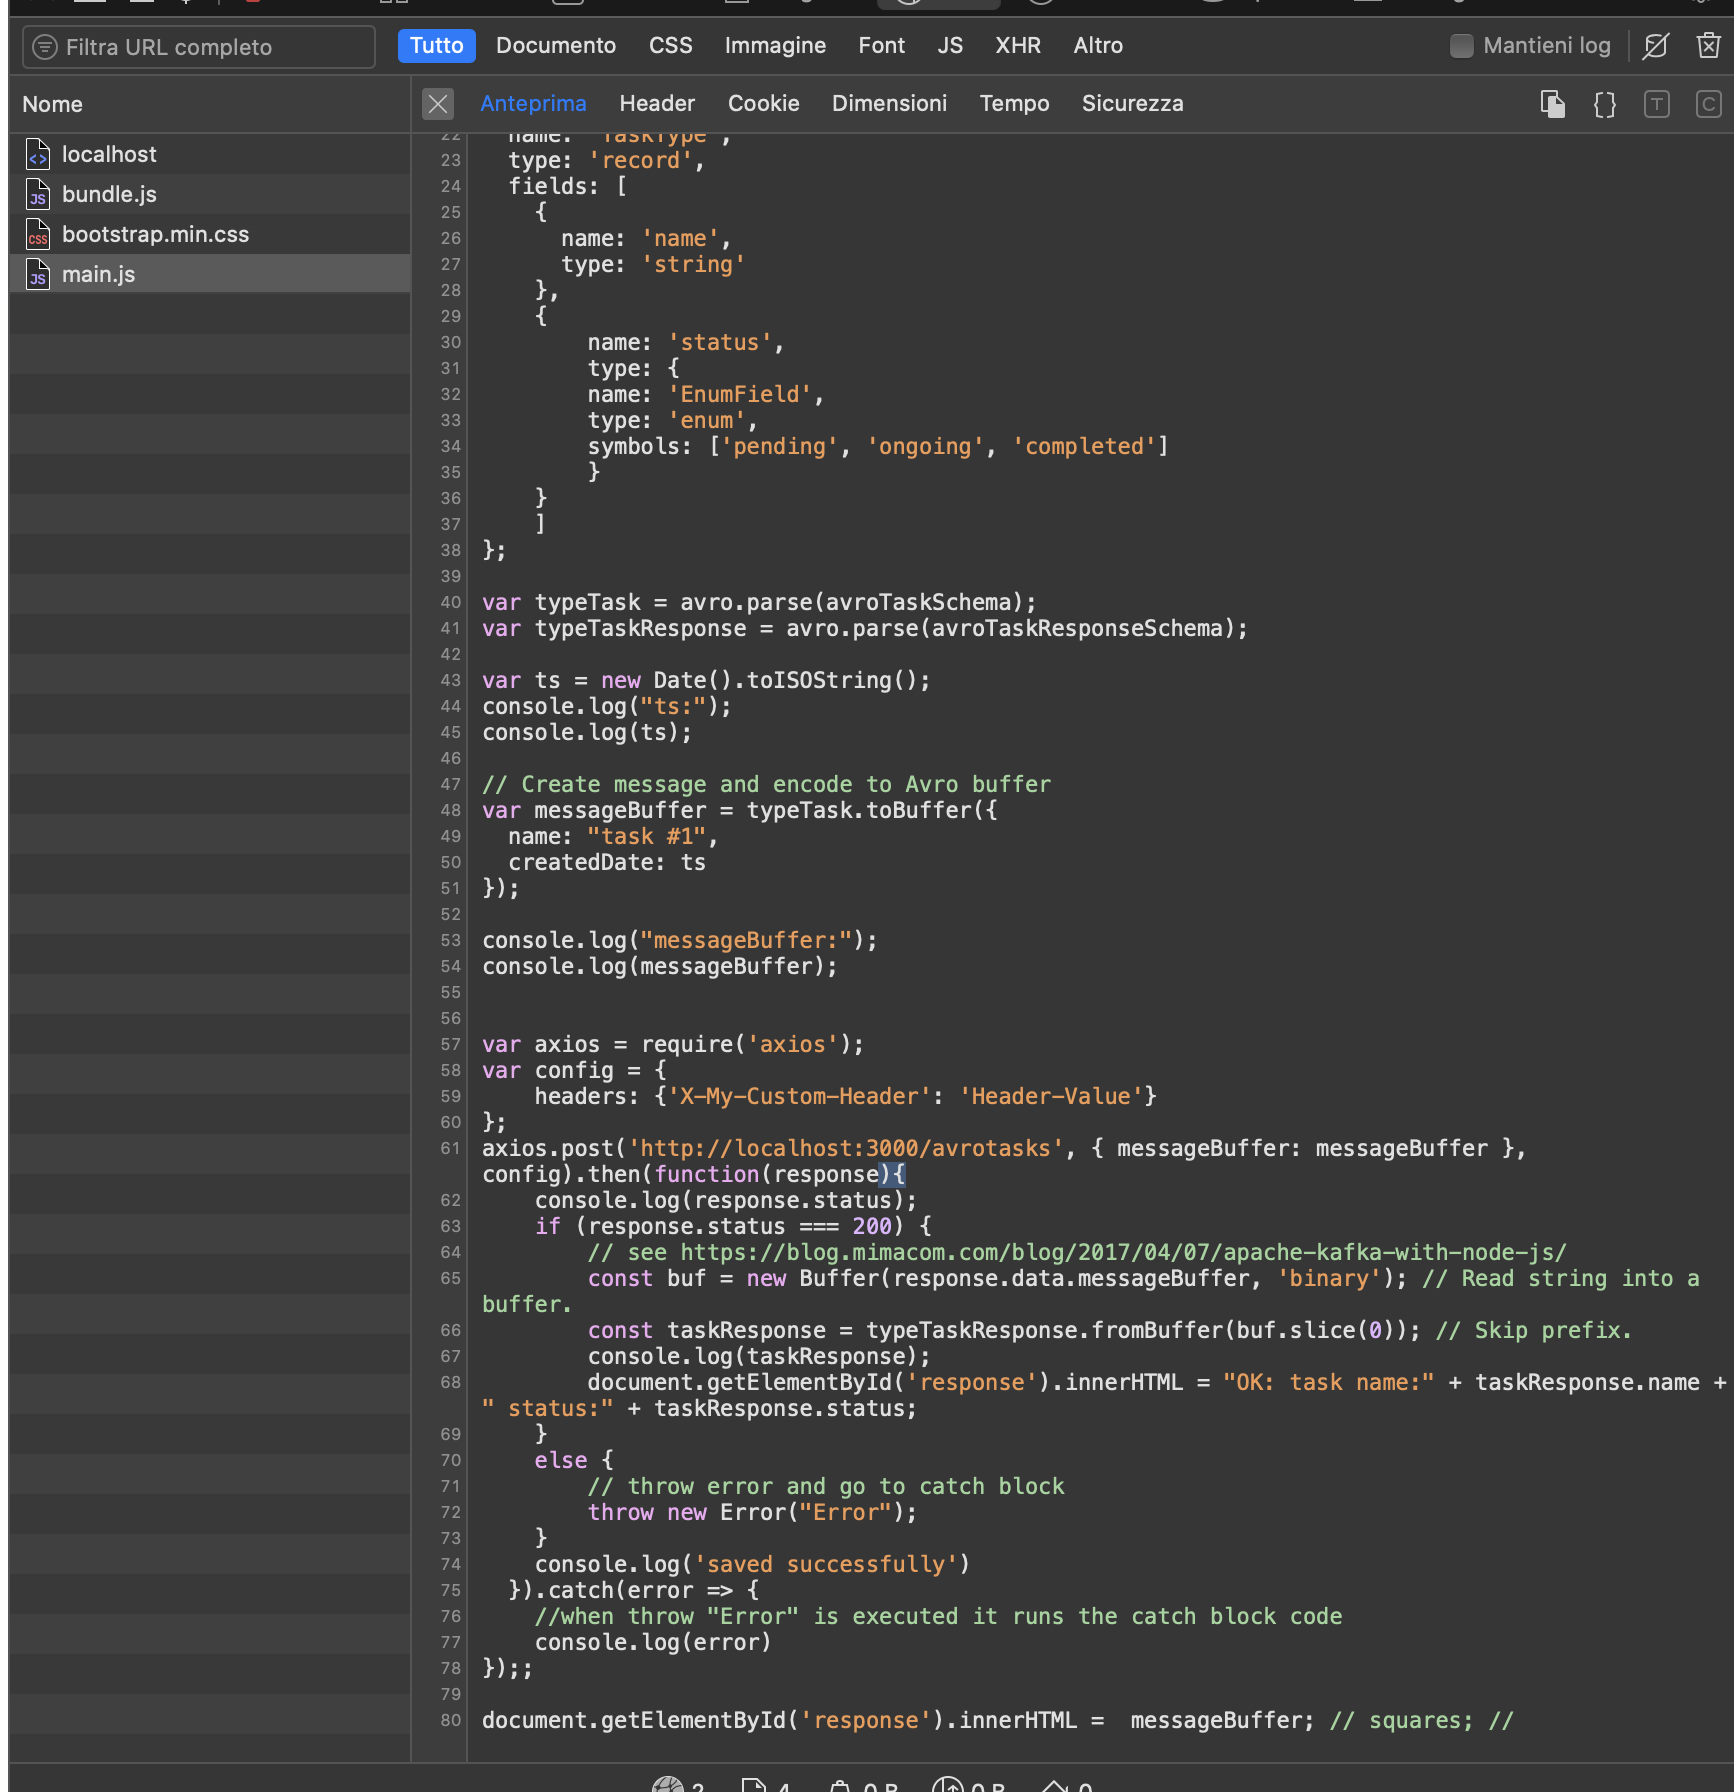 Filtra URL completo
Tutto Documento CSS Immagine Font JS XHR Altro
Mantieni log
Nome
Anteprima Header Cookie Dimensioni Tempo Sicurezza
T
C
localhost
JS bundle.js
CSS bootstrap.min.css
JS main.js
22 name: 'TaskType',
23 type: 'record',
24 fields: [
25 {
26 name: 'name',
27 type: 'string'
28 },
29 {
30 name: 'status',
31 type: {
32 name: 'EnumField',
33 type: 'enum',
34 symbols: ['pending', 'ongoing', 'completed']
35 }
36 }
37 ]
38 };
39
40 var typeTask = avro.parse(avroTaskSchema);
41 var typeTaskResponse = avro.parse(avroTaskResponseSchema);
42
43 var ts = new Date().toISOString();
44 console.log("ts:");
45 console.log(ts);
46
47 // Create message and encode to Avro buffer
48 var messageBuffer = typeTask.toBuffer({
49 name: "task #1",
50 createdDate: ts
51 });
52
53 console.log("messageBuffer:");
54 console.log(messageBuffer);
55
56
57 var axios = require('axios');
58 var config = {
59 headers: {'X-My-Custom-Header': 'Header-Value'}
60 };
61 axios.post('http://localhost:3000/avrotasks', { messageBuffer: messageBuffer },
config).then(function(response){
62 console.log(response.status);
63 if (response.status === 200) {
64 // see https://blog.mimacom.com/blog/2017/04/07/apache-kafka-with-node-js/
65 const buf = new Buffer(response.data.messageBuffer, 'binary'); // Read string into a
buffer.
66 const taskResponse = typeTaskResponse.fromBuffer(buf.slice(0)); // Skip prefix.
67 console.log(taskResponse);
68 document.getElementById('response').innerHTML = "OK: task name:" + taskResponse.name +
" status:" + taskResponse.status;
69 }
70 else {
71 // throw error and go to catch block
72 throw new Error("Error");
73 }
74 console.log('saved successfully')
75 }).catch(error => {
76 //when throw "Error" is executed it runs the catch block code
77 console.log(error)
78 });;
79
80 document.getElementById('response').innerHTML = messageBuffer; // squares; //
2 4 0 B 0 B 0